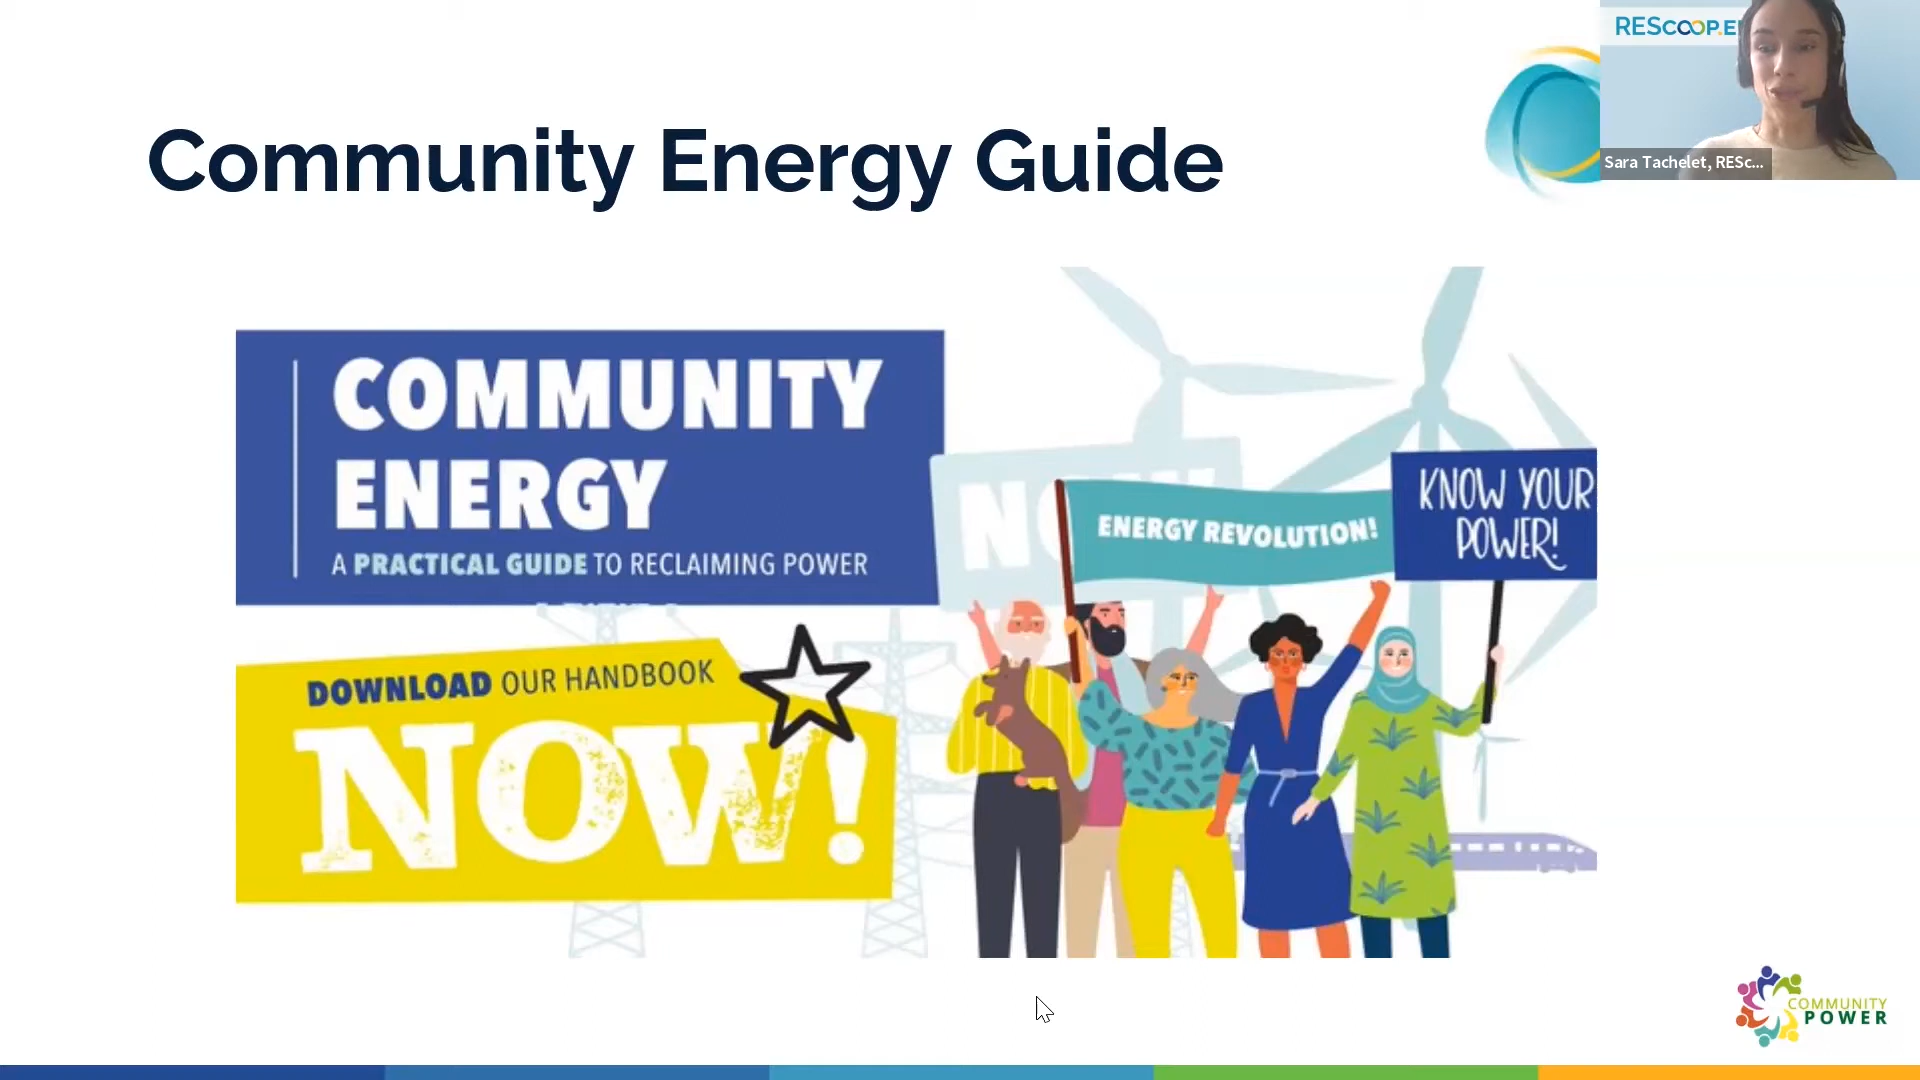 RESCOOP.E
Sara Tachelet, RESc...
Community Energy Guide
COMMUNITY
ENERGY
A PRACTICAL GUIDE TO RECLAIMING POWER
DOWNLOAD OUR HANDBOOK
NOW!
ENERGY REVOLUTION!
KNOW YOUR
POWER!
COMMUNITY
POWER